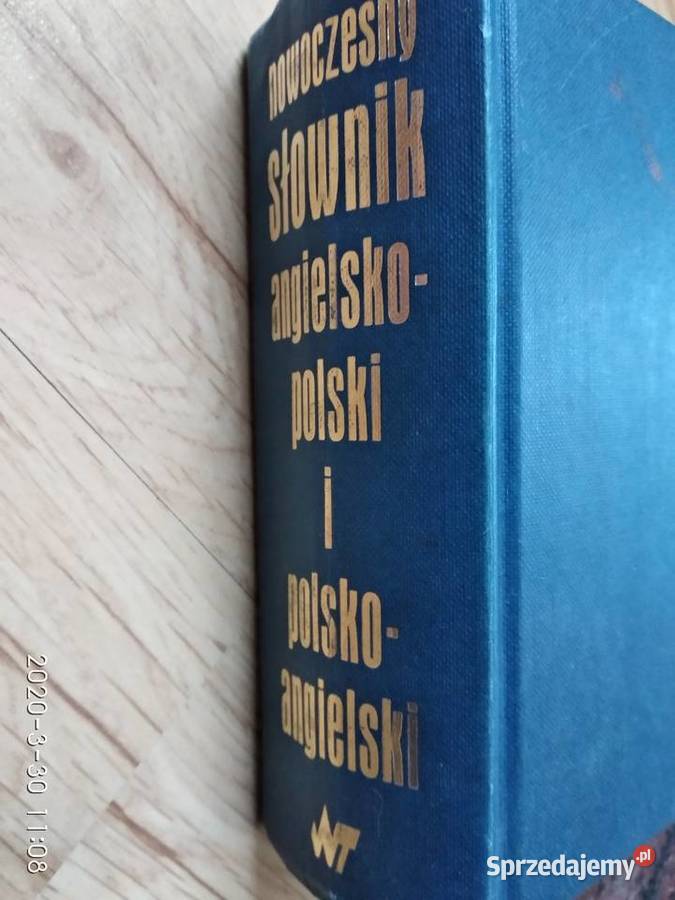 nowoczesny
słownik
angielsko-
polski
i
polsko-
angielski
WT
2020-3-30 11:08
Sprzedajemy.pl